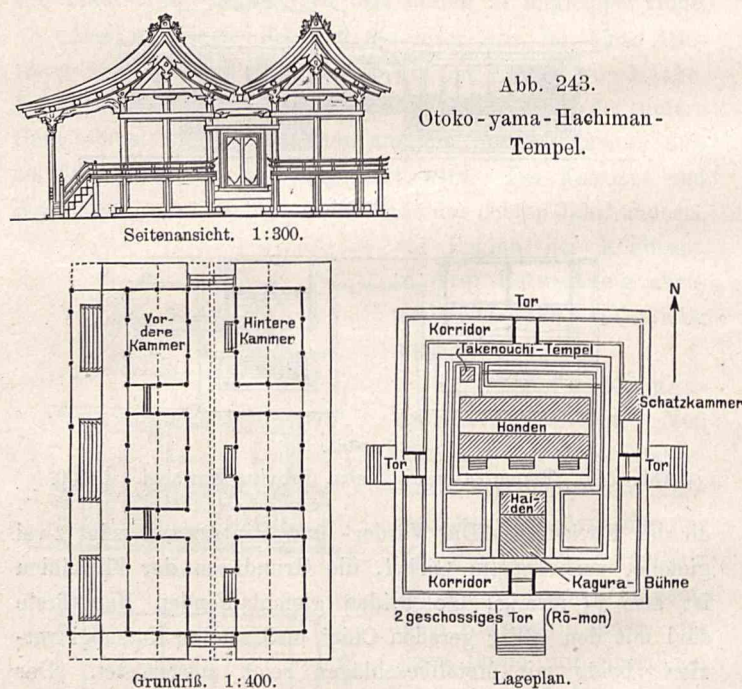 Abb. 243.
Otoko-yama-Hachiman-
Tempel.
Seitenansicht. 1:300.
Vor-
dere
Kammer
Hintere
Kammer
Grundriß. 1:400.
N
Tor
Korridor
Takenouchi-Tempel
Schatzkammer
Honden
Tor
Tor
Hai-
den
Korridor
Kagura-Bühne
2 geschossiges Tor (Rō-mon)
Lageplan.